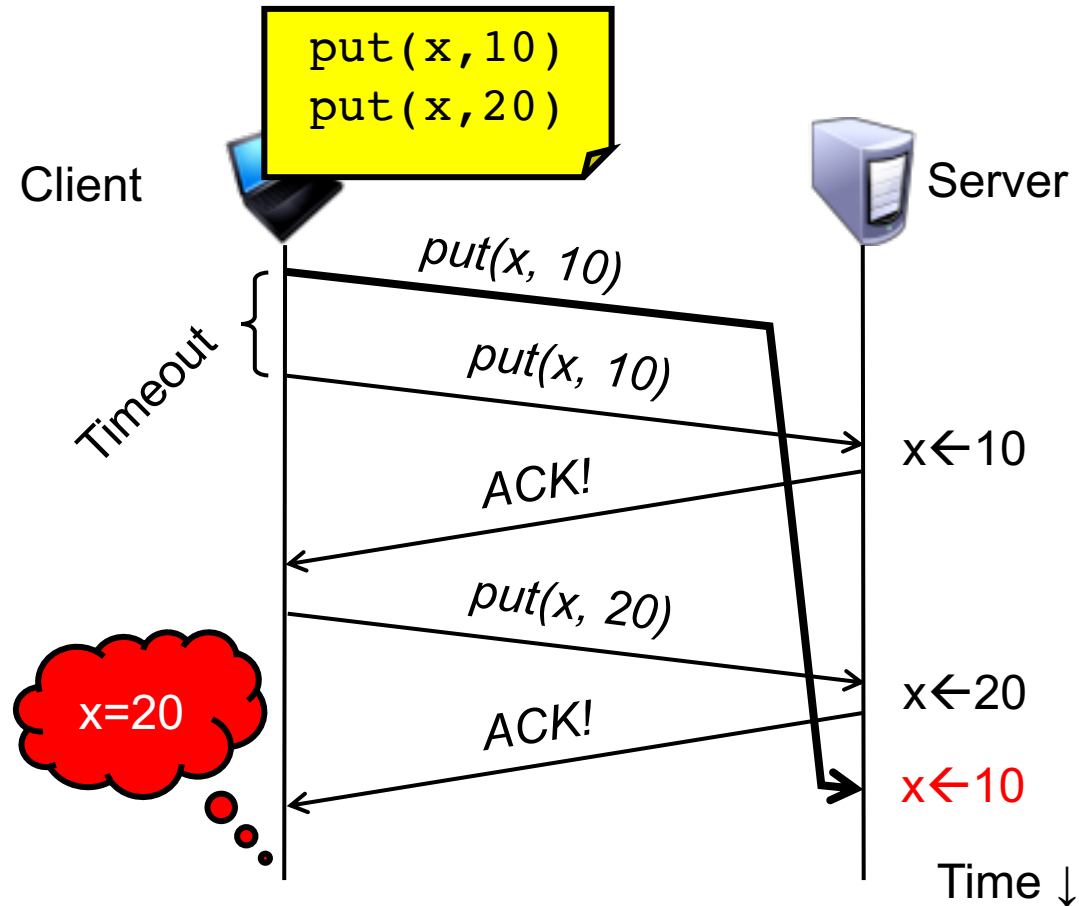 put(x,10)
put(x,20)
Client
Server
put(x, 10)
Timeout
put(x, 10)
x←10
ACK!
put(x, 20)
x=20
x←20
ACK!
x←10
Time ↓